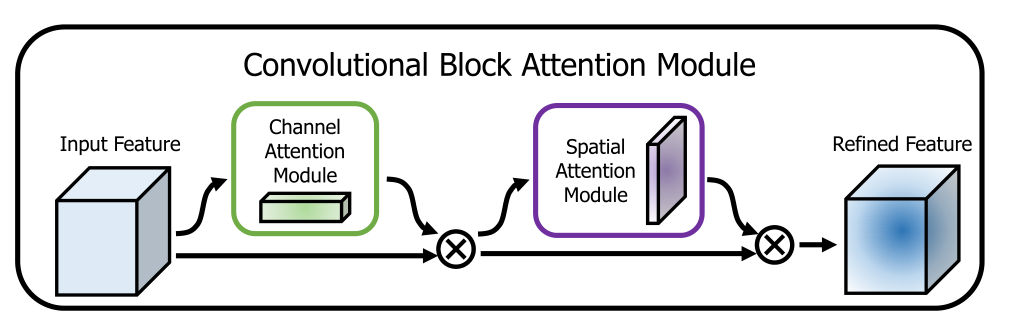 Convolutional Block Attention Module
Input Feature
Channel
Attention
Module
Spatial
Attention
Module
Refined Feature